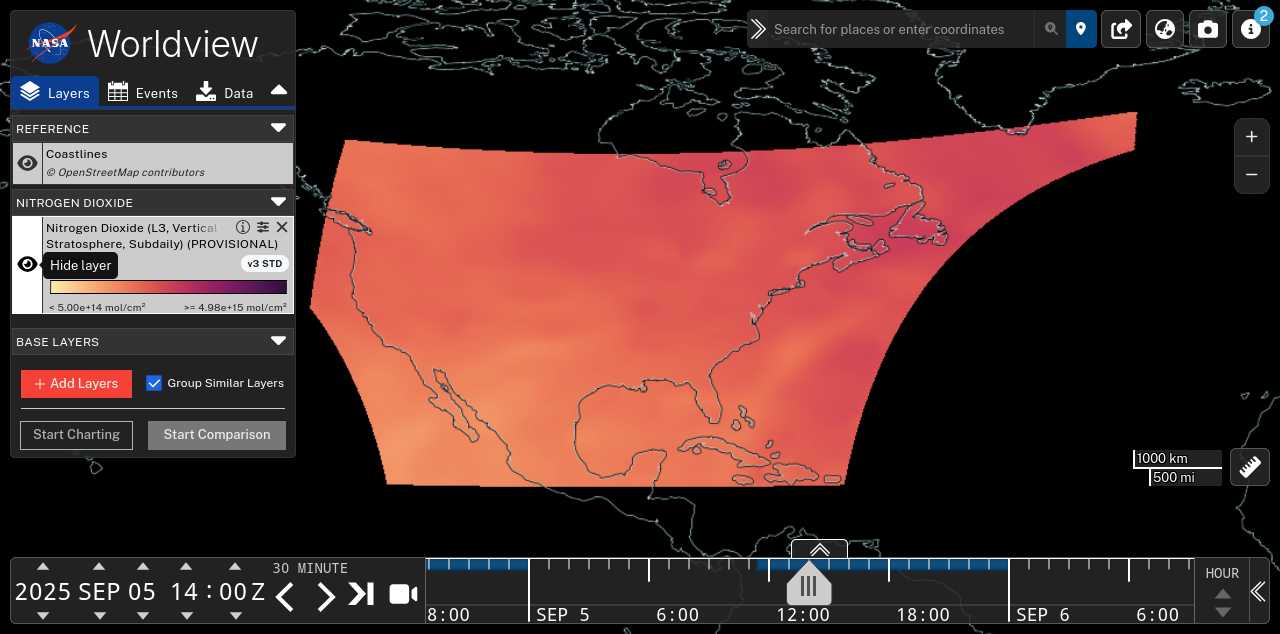 NASA
Worldview
Layers
Events
Data
REFERENCE
Coastlines
© OpenStreetMap contributors
NITROGEN DIOXIDE
Nitrogen Dioxide (L3, Vertical
Stratosphere, Subdaily) (PROVISIONAL)
Hide layer
v3 STD
< 5.00e+14 mol/cm²
>= 4.98e+15 mol/cm²
BASE LAYERS
+ Add Layers
Group Similar Layers
Start Charting
Start Comparison
Search for places or enter coordinates
2
+
−
1000 km
500 mi
2025 SEP 05 14 : 00 Z
30 MINUTE
8:00
SEP 5
6:00
12:00
18:00
SEP 6
6:00
HOUR